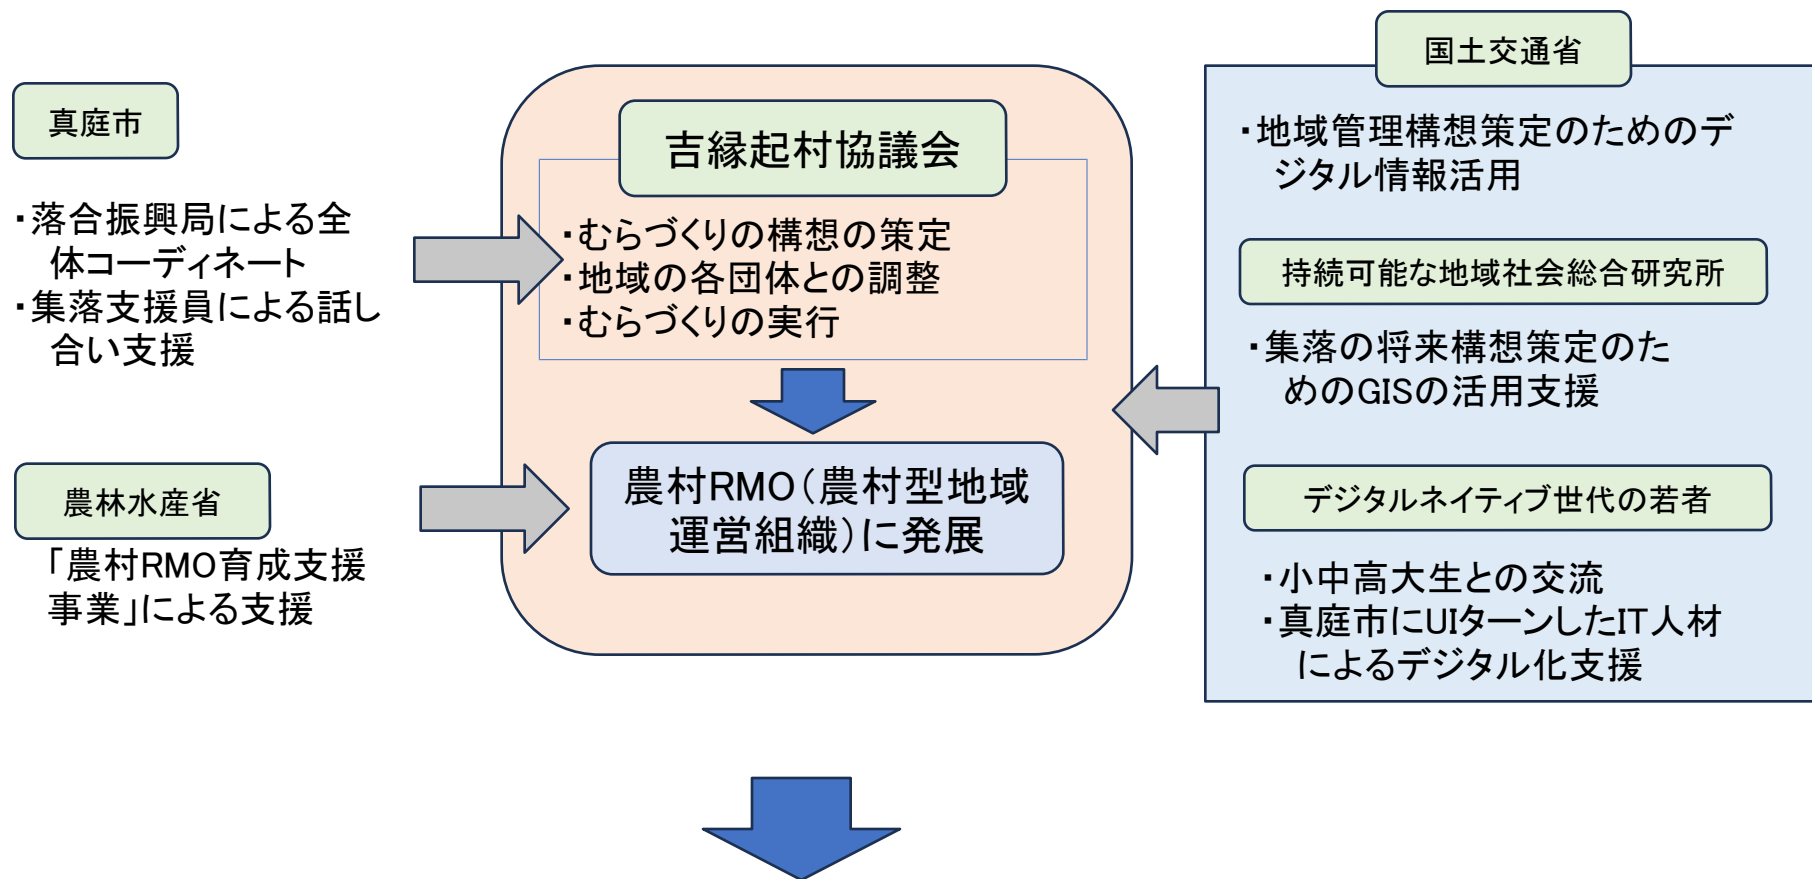 真庭市
・落合振興局による全
体コーディネート
・集落支援員による話し
合い支援
農林水産省
「農村RMO育成支援
事業」による支援
吉縁起村協議会
・むらづくりの構想の策定
・地域の各団体との調整
・むらづくりの実行
農村RMO(農村型地域
運営組織)に発展
国土交通省
・地域管理構想策定のためのデ
ジタル情報活用
持続可能な地域社会総合研究所
・集落の将来構想策定のた
めのGISの活用支援
デジタルネイティブ世代の若者
・小中高大生との交流
・真庭市にUIターンしたIT人材
によるデジタル化支援